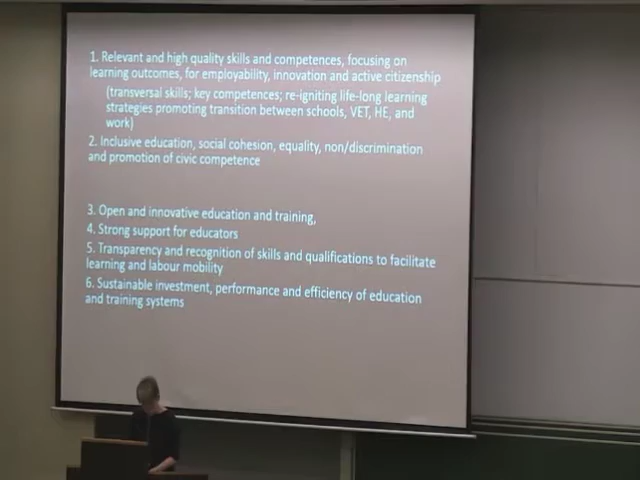 1. Relevant and high quality skills and competences, focusing on
learning outcomes, for employability, innovation and active citizenship
(transversal skills; key competences; re-igniting life-long learning
strategies promoting transition between schools, VET, HE, and
work)
2. Inclusive education, social cohesion, equality, non/discrimination
and promotion of civic competence
3. Open and innovative education and training,
4. Strong support for educators
5. Transparency and recognition of skills and qualifications to facilitate
learning and labour mobility
6. Sustainable investment, performance and efficiency of education
and training systems